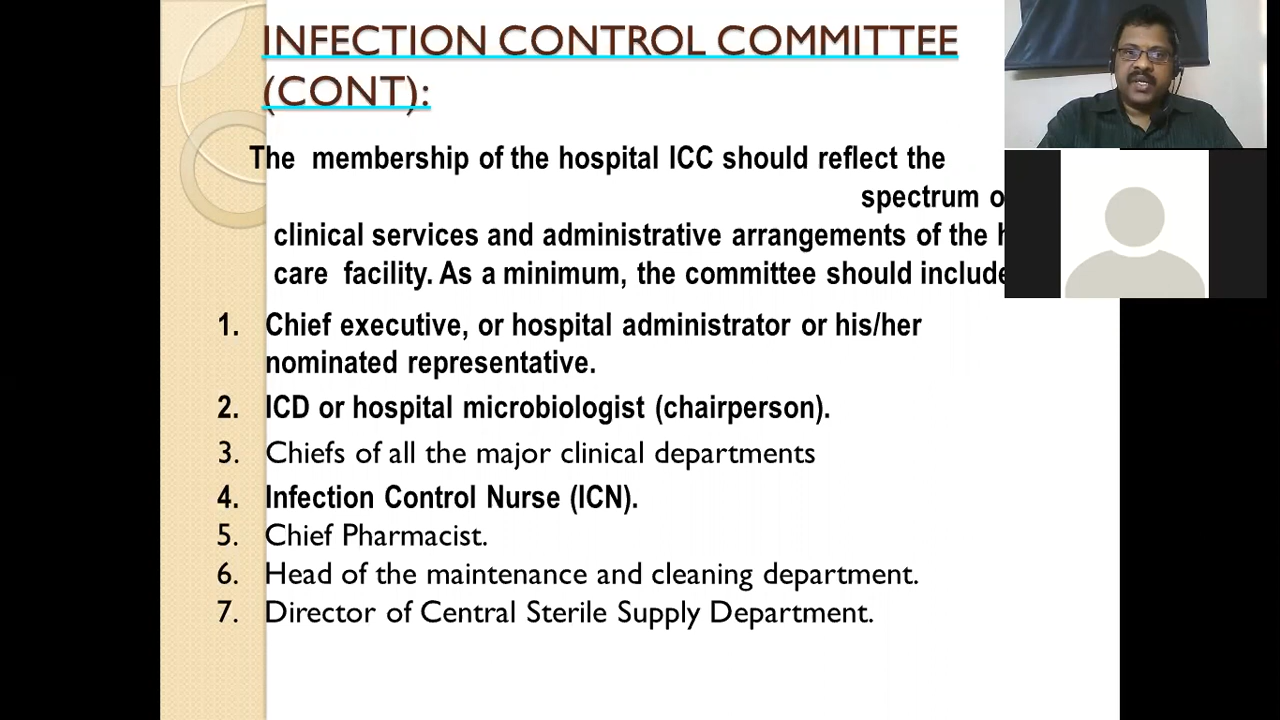 INFECTION CONTROL COMMITTEE
(CONT):
The membership of the hospital ICC should reflect the
spectrum
clinical services and administrative arrangements of the
care facility. As a minimum, the committee should include
1. Chief executive, or hospital administrator or his/her
nominated representative.
2. ICD or hospital microbiologist (chairperson).
3. Chiefs of all the major clinical departments
4. Infection Control Nurse (ICN).
5. Chief Pharmacist.
6. Head of the maintenance and cleaning department.
7. Director of Central Sterile Supply Department.